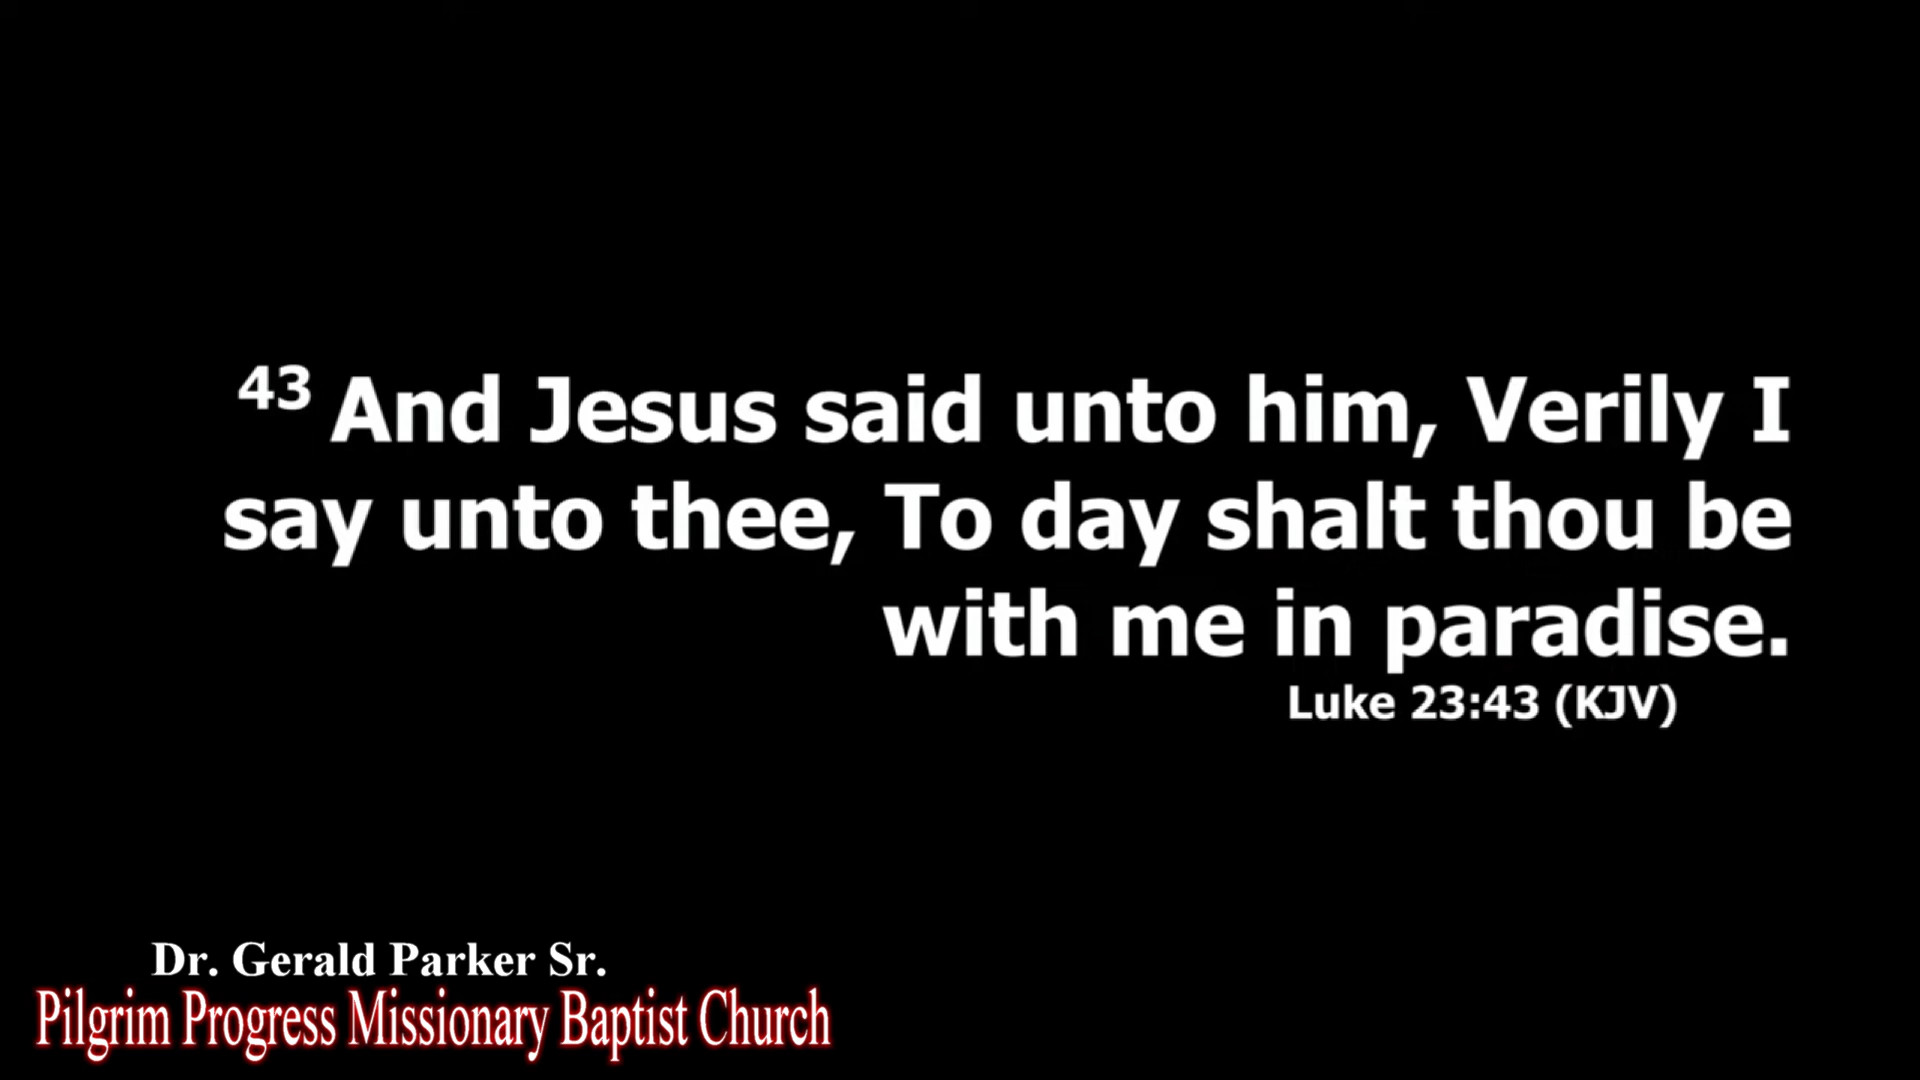 43 And Jesus said unto him, Verily I
say unto thee, To day shalt thou be
with me in paradise.
Luke 23:43 (KJV)
Dr. Gerald Parker Sr.
Pilgrim Progress Missionary Baptist Church